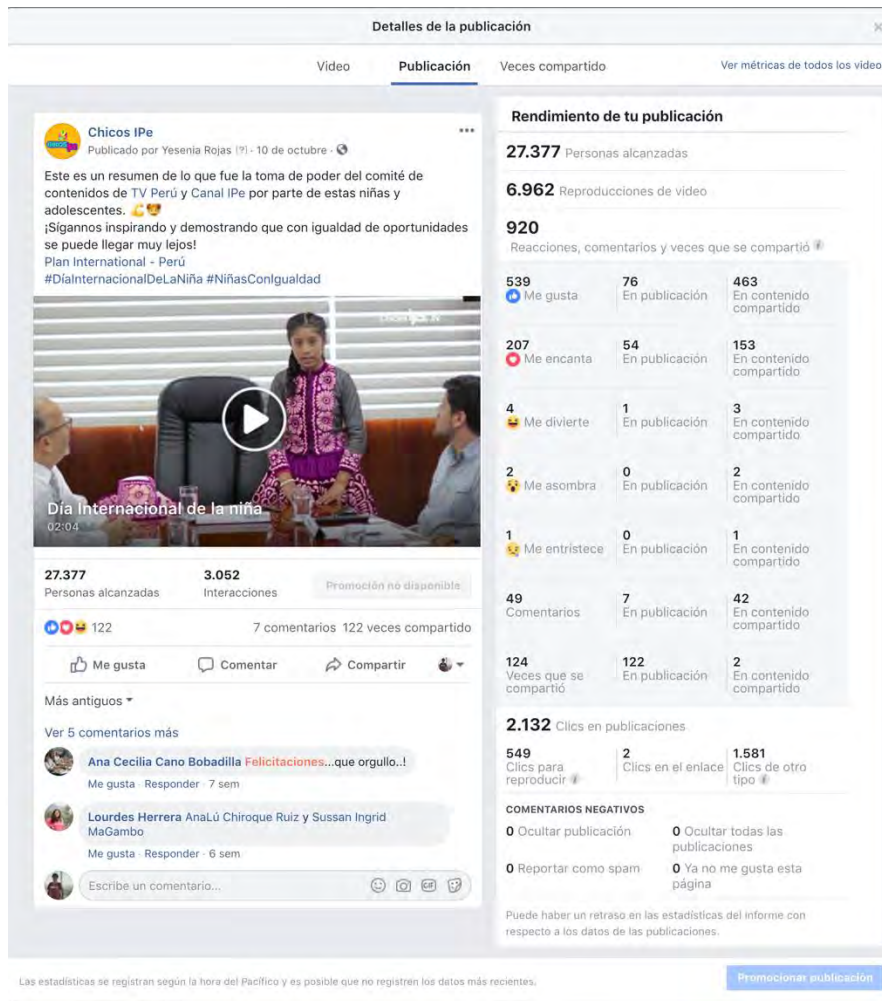 Detalles de la publicación
Video Publicación Veces compartido Ver métricas de todos los video
Chicos IPe
Publicado por Yesenia Rojas (?) · 10 de octubre ·
Este es un resumen de lo que fue la toma de poder del comité de
contenidos de TV Perú y Canal IPe por parte de estas niñas y
adolescentes.
¡Sígannos inspirando y demostrando que con igualdad de oportunidades
se puede llegar muy lejos!
Plan International - Perú
#DíaInternacionalDeLaNiña #NiñasConIgualdad
Día Internacional de la niña
02:04
27.377 3.052
Personas alcanzadas Interacciones Promoción no disponible
122 7 comentarios 122 veces compartido
Me gusta Comentar Compartir
Más antiguos
Ver 5 comentarios más
Ana Cecilia Cano Bobadilla Felicitaciones...que orgullo..!
Me gusta · Responder · 7 sem
Lourdes Herrera AnaLú Chiroque Ruiz y Sussan Ingrid
MaGambo
Me gusta · Responder · 6 sem
Escribe un comentario... GIF
Rendimiento de tu publicación
27.377 Personas alcanzadas
6.962 Reproducciones de video
920
Reacciones, comentarios y veces que se compartió
539 76 463
Me gusta En publicación En contenido
compartido
207 54 153
Me encanta En publicación En contenido
compartido
4 1 3
Me divierte En publicación En contenido
compartido
2 0 2
Me asombra En publicación En contenido
compartido
1 0 1
Me entristece En publicación En contenido
compartido
49 7 42
Comentarios En publicación En contenido
compartido
124 122 2
Veces que se En publicación En contenido
compartió compartido
2.132 Clics en publicaciones
549 2 1.581
Clics para Clics en el enlace Clics de otro
reproducir tipo
COMENTARIOS NEGATIVOS
0 Ocultar publicación 0 Ocultar todas las
publicaciones
0 Reportar como spam 0 Ya no me gusta esta
página
Puede haber un retraso en las estadísticas del informe con
respecto a los datos de las publicaciones.
Las estadísticas se registran según la hora del Pacífico y es posible que no registren los datos más recientes.
Promocionar publicación